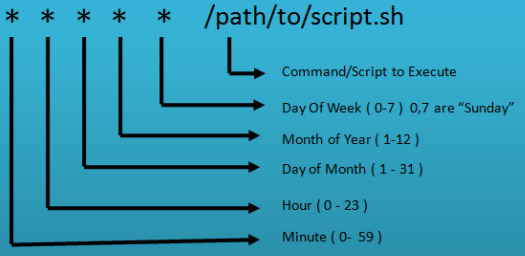 * * * * * /path/to/script.sh
Command/Script to Execute
Day Of Week ( 0-7 ) 0,7 are “Sunday”
Month of Year ( 1-12 )
Day of Month ( 1 - 31 )
Hour ( 0 - 23 )
Minute ( 0- 59 )